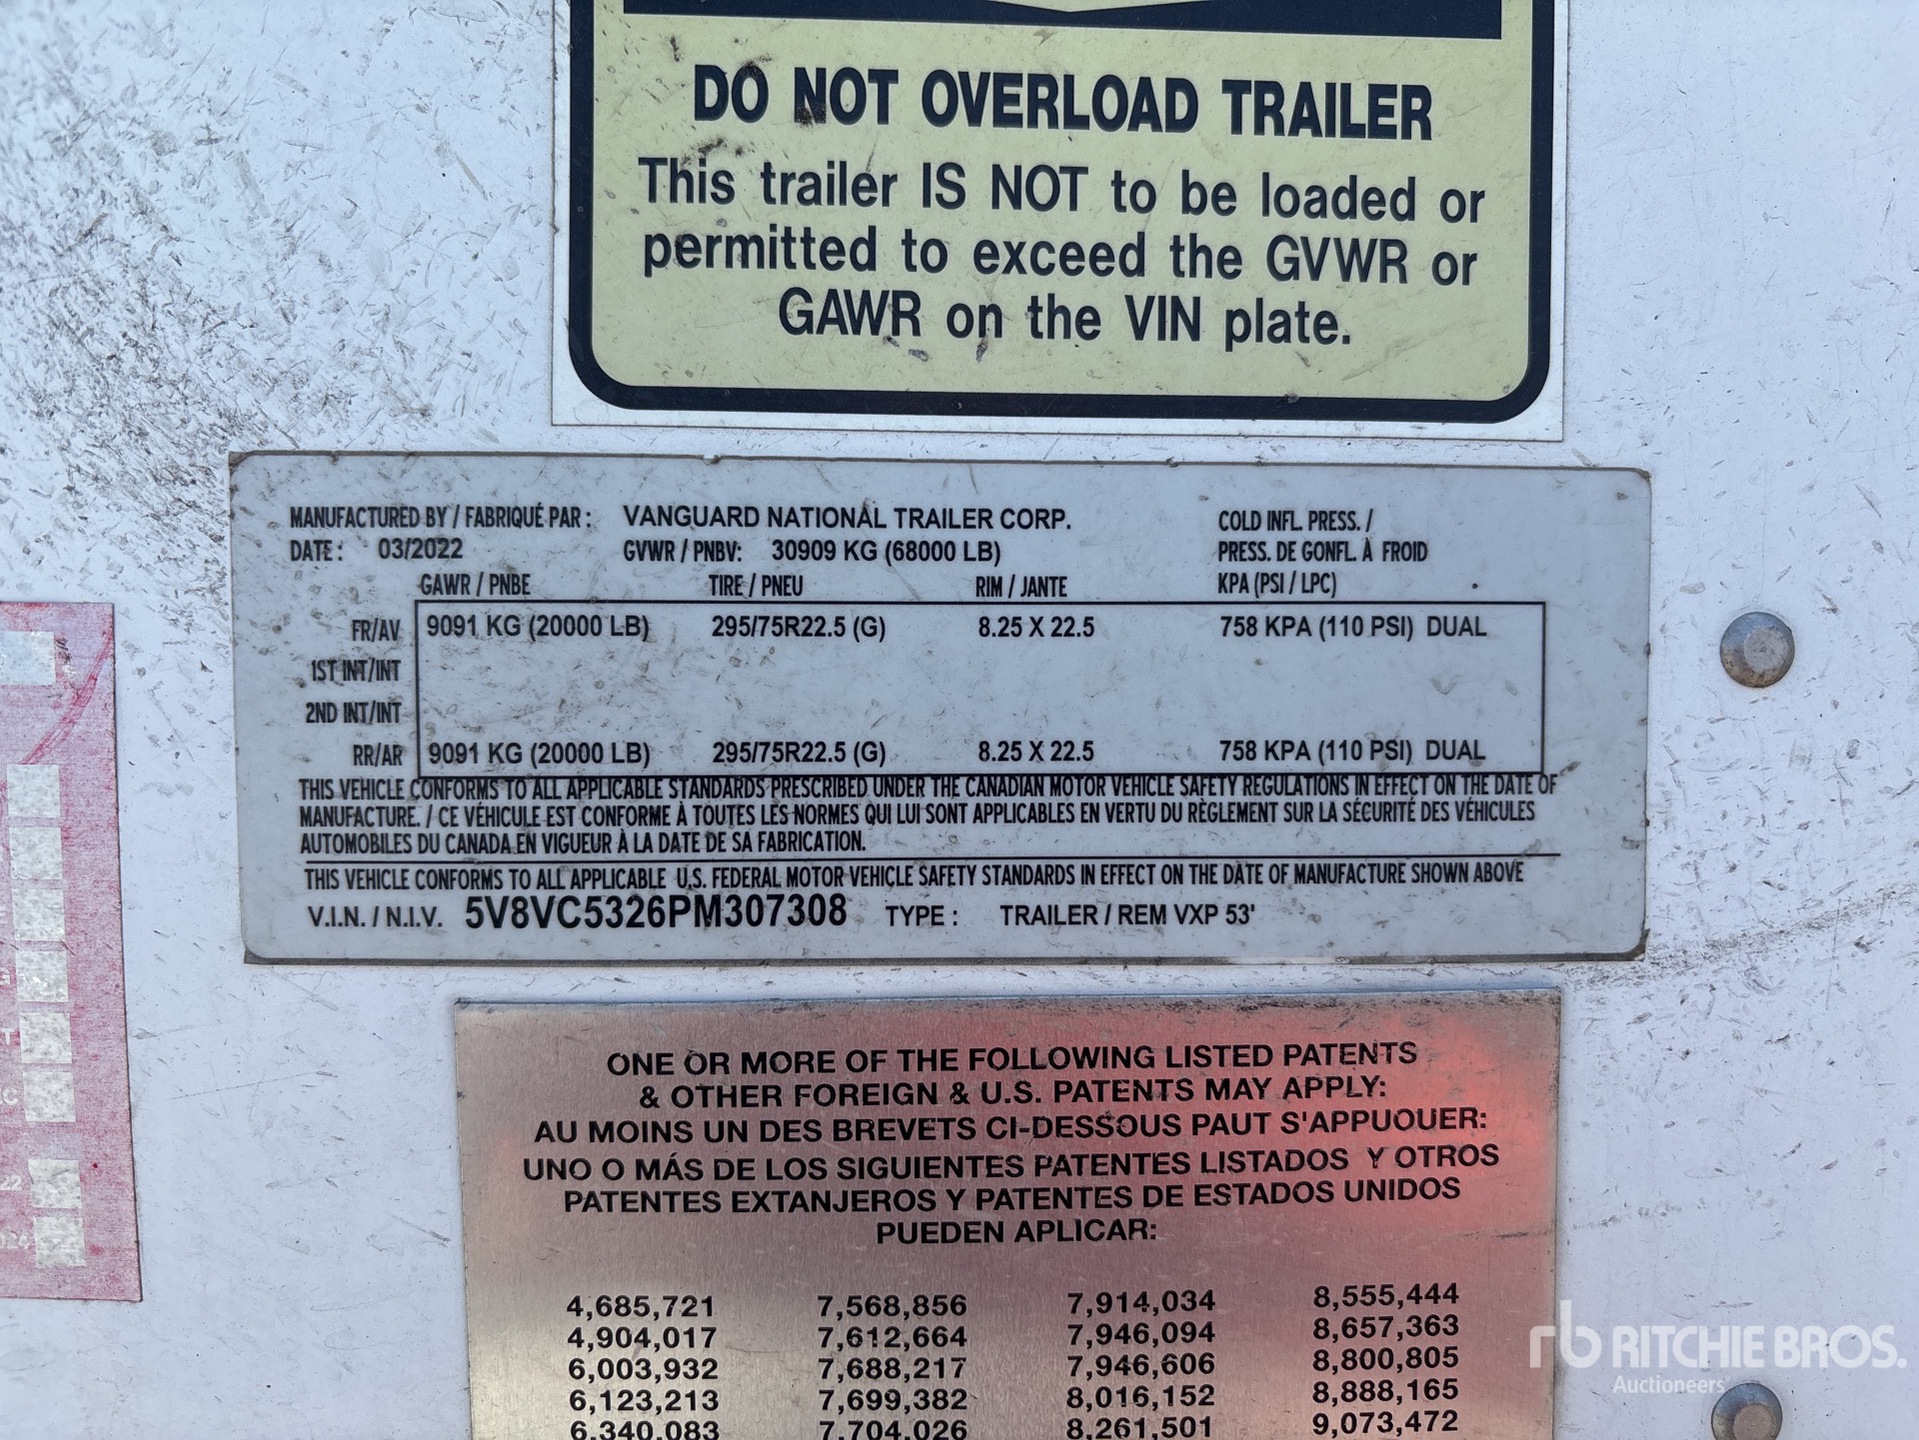 DO NOT OVERLOAD TRAILER
This trailer IS NOT to be loaded or
permitted to exceed the GVWR or
GAWR on the VIN plate.
MANUFACTURED BY / FABRIQUÉ PAR : VANGUARD NATIONAL TRAILER CORP. COLD INFL. PRESS. /
DATE : 03/2022 GVWR / PNBV: 30909 KG (68000 LB) PRESS. DE GONFL. À FROID
GAWR / PNBE TIRE / PNEU RIM / JANTE KPA (PSI / LPC)
FR/AV 9091 KG (20000 LB) 295/75R22.5 (G) 8.25 X 22.5 758 KPA (110 PSI) DUAL
1ST INT/INT
2ND INT/INT
RR/AR 9091 KG (20000 LB) 295/75R22.5 (G) 8.25 X 22.5 758 KPA (110 PSI) DUAL
THIS VEHICLE CONFORMS TO ALL APPLICABLE STANDARDS PRESCRIBED UNDER THE CANADIAN MOTOR VEHICLE SAFETY REGULATIONS IN EFFECT ON THE DATE OF
MANUFACTURE. / CE VÉHICULE EST CONFORME À TOUTES LES NORMES QUI LUI SONT APPLICABLES EN VERTU DU RÈGLEMENT SUR LA SÉCURITÉ DES VÉHICULES
AUTOMOBILES DU CANADA EN VIGUEUR À LA DATE DE SA FABRICATION.
THIS VEHICLE CONFORMS TO ALL APPLICABLE U.S. FEDERAL MOTOR VEHICLE SAFETY STANDARDS IN EFFECT ON THE DATE OF MANUFACTURE SHOWN ABOVE
V.I.N. / N.I.V. 5V8VC5326PM307308 TYPE : TRAILER / REM VXP 53'
ONE OR MORE OF THE FOLLOWING LISTED PATENTS
& OTHER FOREIGN & U.S. PATENTS MAY APPLY:
AU MOINS UN DES BREVETS CI-DESSOUS PAUT S'APPUOUER:
UNO O MÁS DE LOS SIGUIENTES PATENTES LISTADOS Y OTROS
PATENTES EXTANJEROS Y PATENTES DE ESTADOS UNIDOS
PUEDEN APLICAR:
4,685,721 7,568,856 7,914,034 8,555,444
4,904,017 7,612,664 7,946,094 8,657,363
6,003,932 7,688,217 7,946,606 8,800,805
6,123,213 7,699,382 8,016,152 8,888,165
6,340,083 7,704,026 8,261,501 9,073,472
rb RITCHIE BROS.
Auctioneers